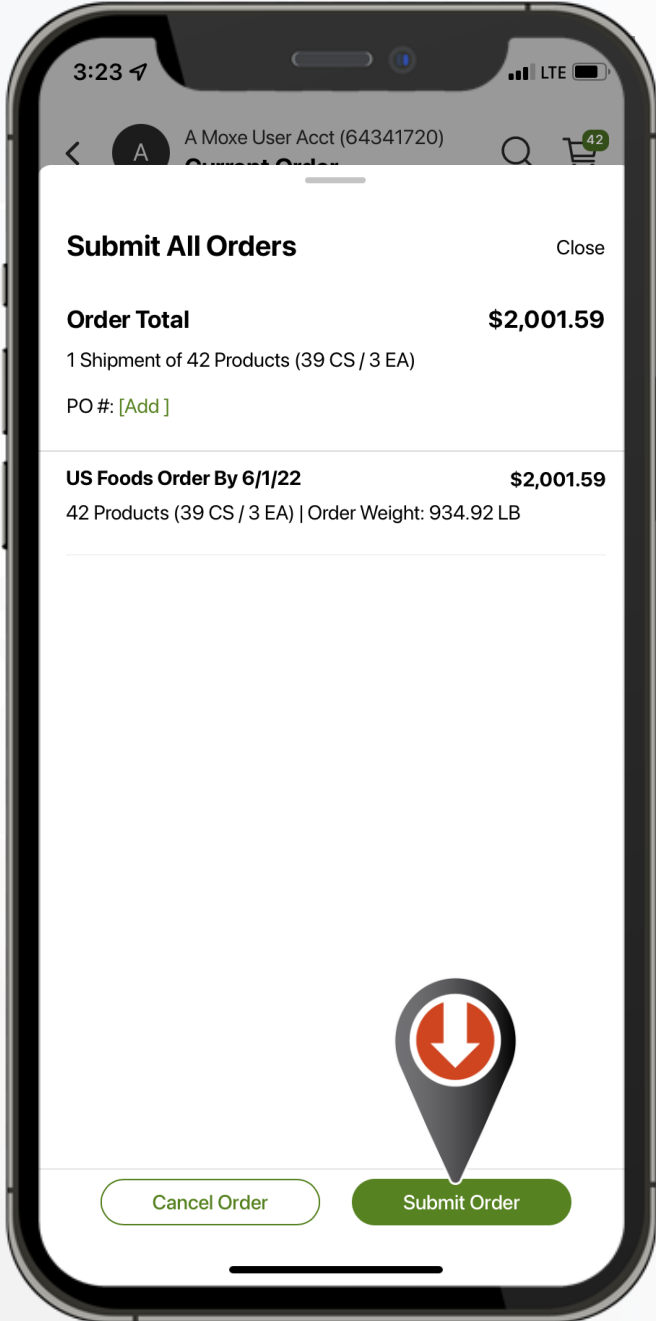 3:23 LTE
A Moxe User Acct (64341720)
A
Current Order
42
Submit All Orders Close
Order Total $2,001.59
1 Shipment of 42 Products (39 CS / 3 EA)
PO #: [Add ]
US Foods Order By 6/1/22 $2,001.59
42 Products (39 CS / 3 EA) | Order Weight: 934.92 LB
Cancel Order Submit Order